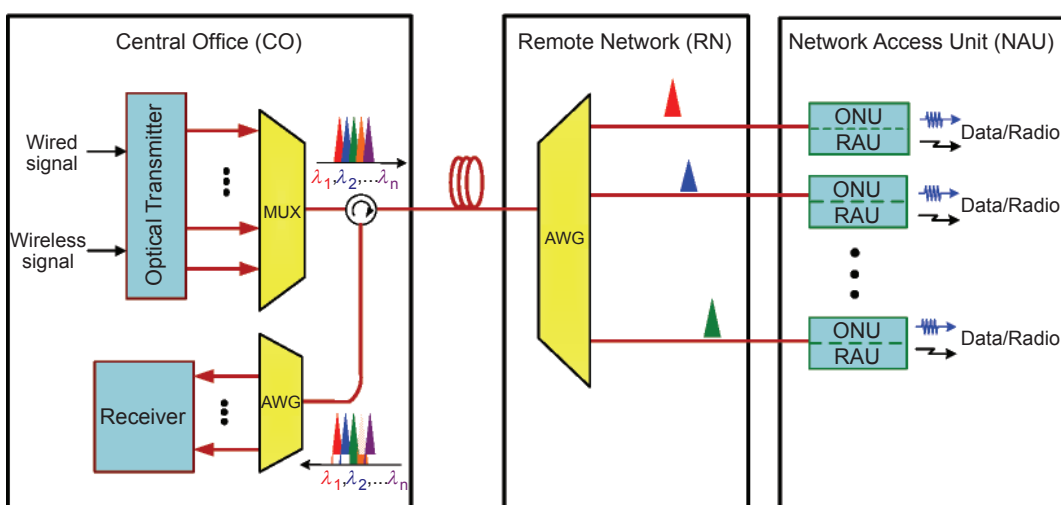 Central Office (CO)
Wired
signal
Wireless
signal
Optical Transmitter
MUX
λ1,λ2,...λn
Receiver
AWG
λ1,λ2,...λn
Remote Network (RN)
AWG
Network Access Unit (NAU)
ONU
RAU
Data/Radio
ONU
RAU
Data/Radio
ONU
RAU
Data/Radio